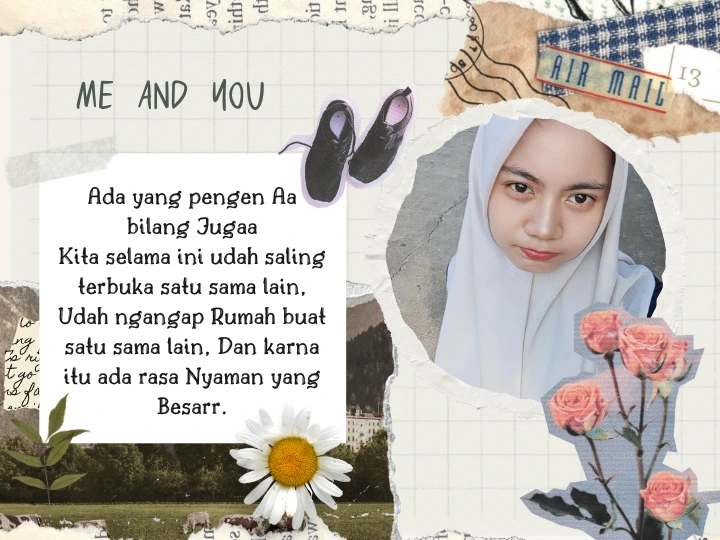 AIR MAIL
13
ME AND YOU
Ada yang pengen Aa
bilang Jugaa
Kita selama ini udah saling
terbuka satu sama lain,
Udah ngangap Rumah buat
satu sama lain, Dan karna
itu ada rasa Nyaman yang
Besarr.